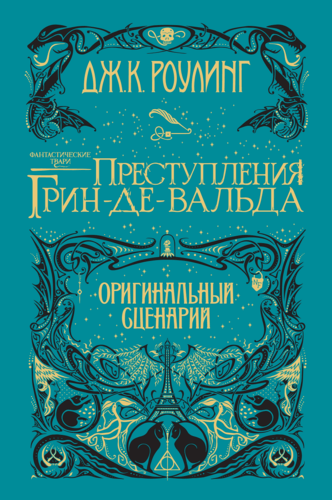 ДЖ.К. РОУЛИНГ
ФАНТАСТИЧЕСКИЕ
ТВАРИ
ПРЕСТУПЛЕНИЯ
ГРИН-ДЕ-ВАЛЬДА
ОРИГИНАЛЬНЫЙ
СЦЕНАРИЙ